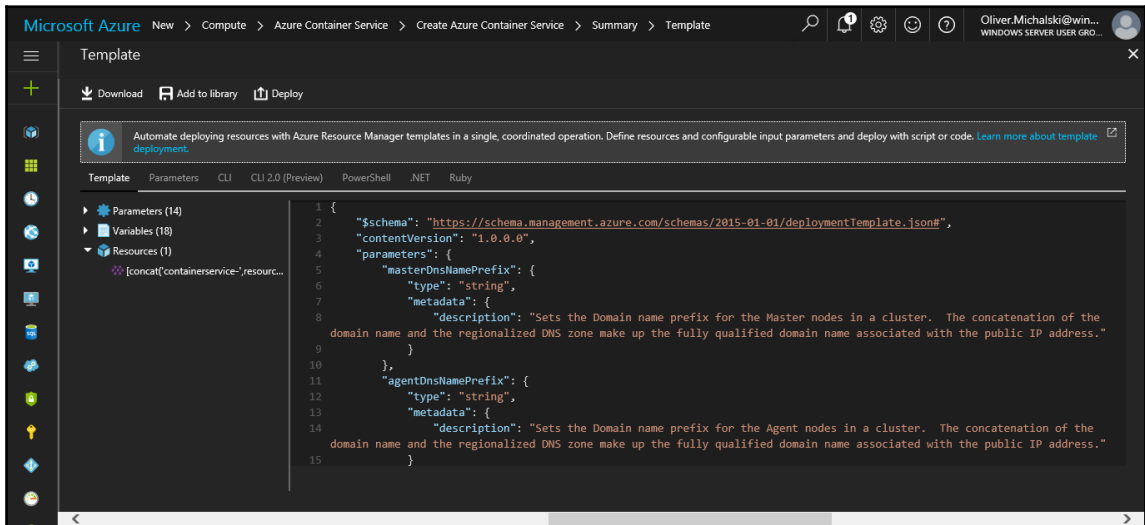 Microsoft Azure New > Compute > Azure Container Service > Create Azure Container Service > Summary > Template
1
Oliver.Michalski@win...
WINDOWS SERVER USER GRO...
Template
Download Add to library Deploy
Automate deploying resources with Azure Resource Manager templates in a single, coordinated operation. Define resources and configurable input parameters and deploy with script or code. Learn more about template
deployment.
Template Parameters CLI CLI 2.0 (Preview) PowerShell .NET Ruby
Parameters (14)
Variables (18)
Resources (1)
[concat('containerservice-',resourc...
1 {
2 "$schema": "https://schema.management.azure.com/schemas/2015-01-01/deploymentTemplate.json#",
3 "contentVersion": "1.0.0.0",
4 "parameters": {
5 "masterDnsNamePrefix": {
6 "type": "string",
7 "metadata": {
8 "description": "Sets the Domain name prefix for the Master nodes in a cluster.  The concatenation of the
domain name and the regionalized DNS zone make up the fully qualified domain name associated with the public IP address."
9 }
10 },
11 "agentDnsNamePrefix": {
12 "type": "string",
13 "metadata": {
14 "description": "Sets the Domain name prefix for the Agent nodes in a cluster.  The concatenation of the
domain name and the regionalized DNS zone make up the fully qualified domain name associated with the public IP address."
15 }
SQL